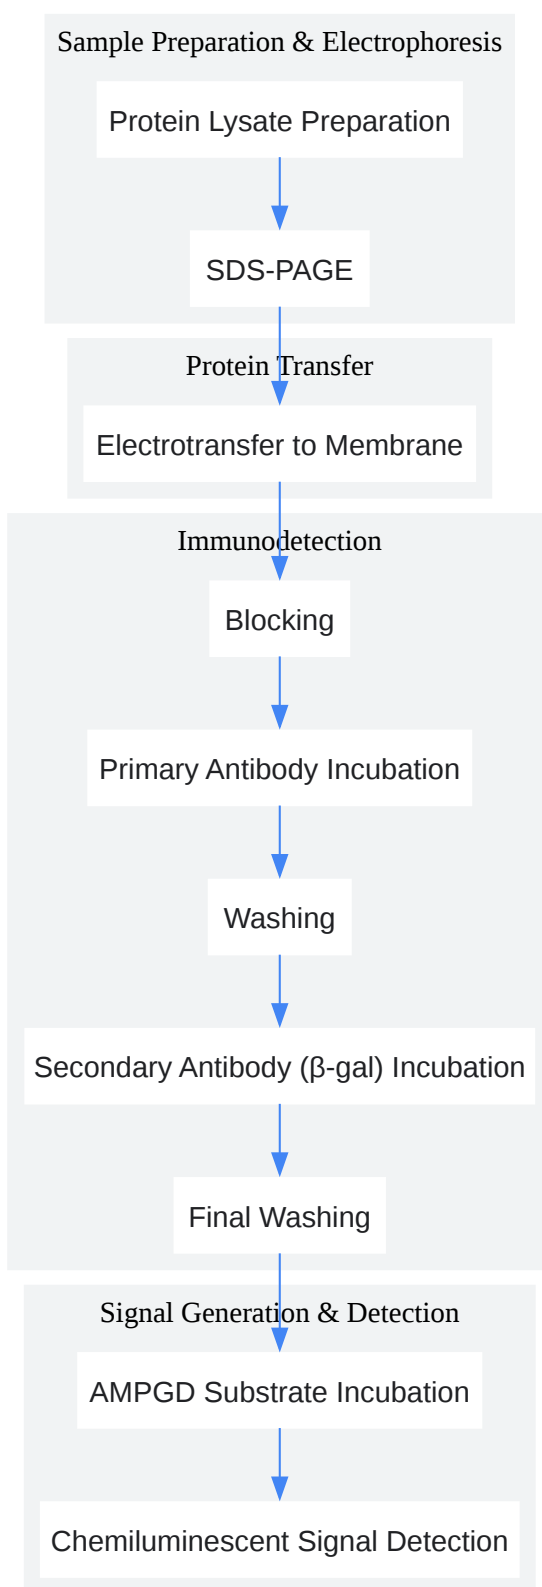 Sample Preparation & Electrophoresis
Protein Lysate Preparation
SDS-PAGE
Protein Transfer
Electrotransfer to Membrane
Immunodetection
Blocking
Primary Antibody Incubation
Washing
Secondary Antibody (β-gal) Incubation
Final Washing
Signal Generation & Detection
AMPGD Substrate Incubation
Chemiluminescent Signal Detection